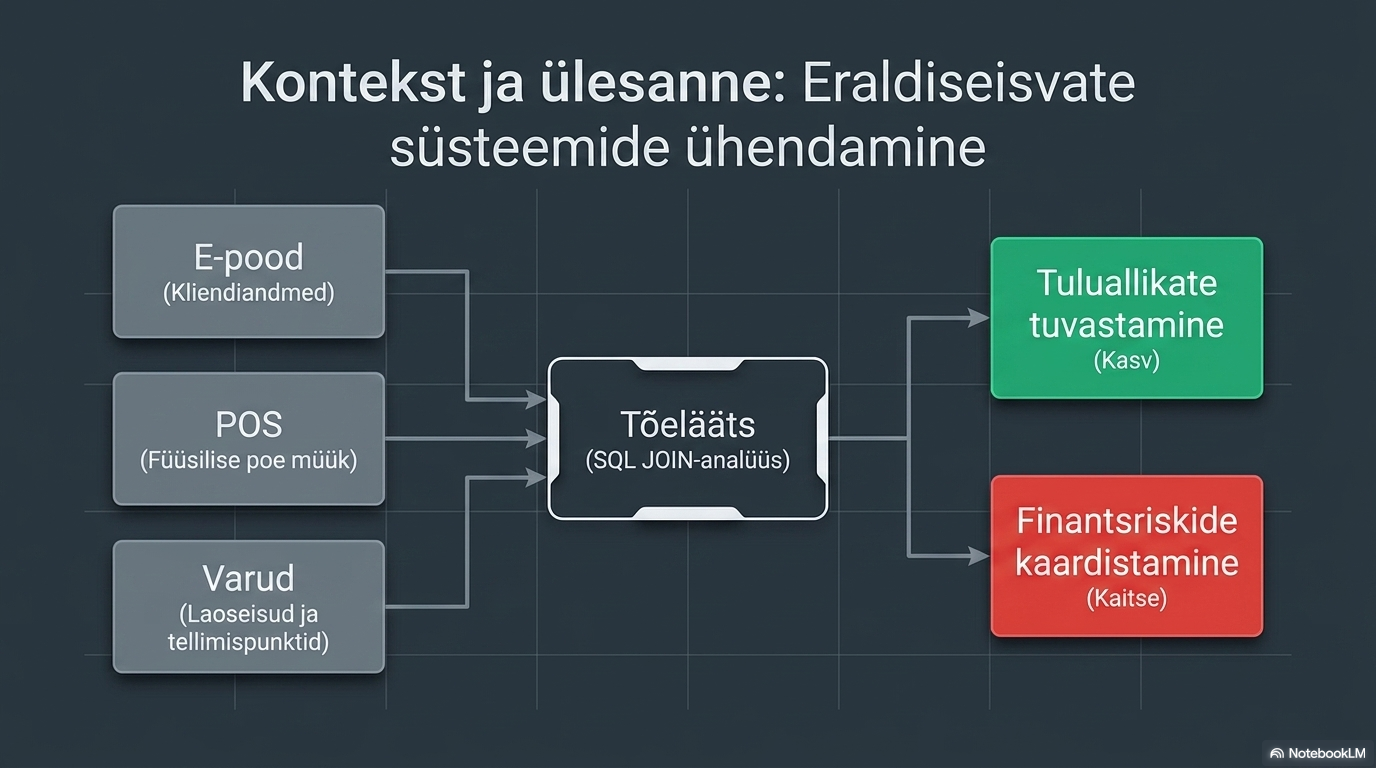 Kontekst ja ülesanne: Eraldiseisvate
süsteemide ühendamine
E-pood
(Kliendiandmed)
POS
(Füüsilise poe müük)
Varud
(Laoseisud ja
tellimispunktid)
Tõelääts
(SQL JOIN-analüüs)
Tuluallikate
tuvastamine
(Kasv)
Finantsriskide
kaardistamine
(Kaitse)
NotebookLM